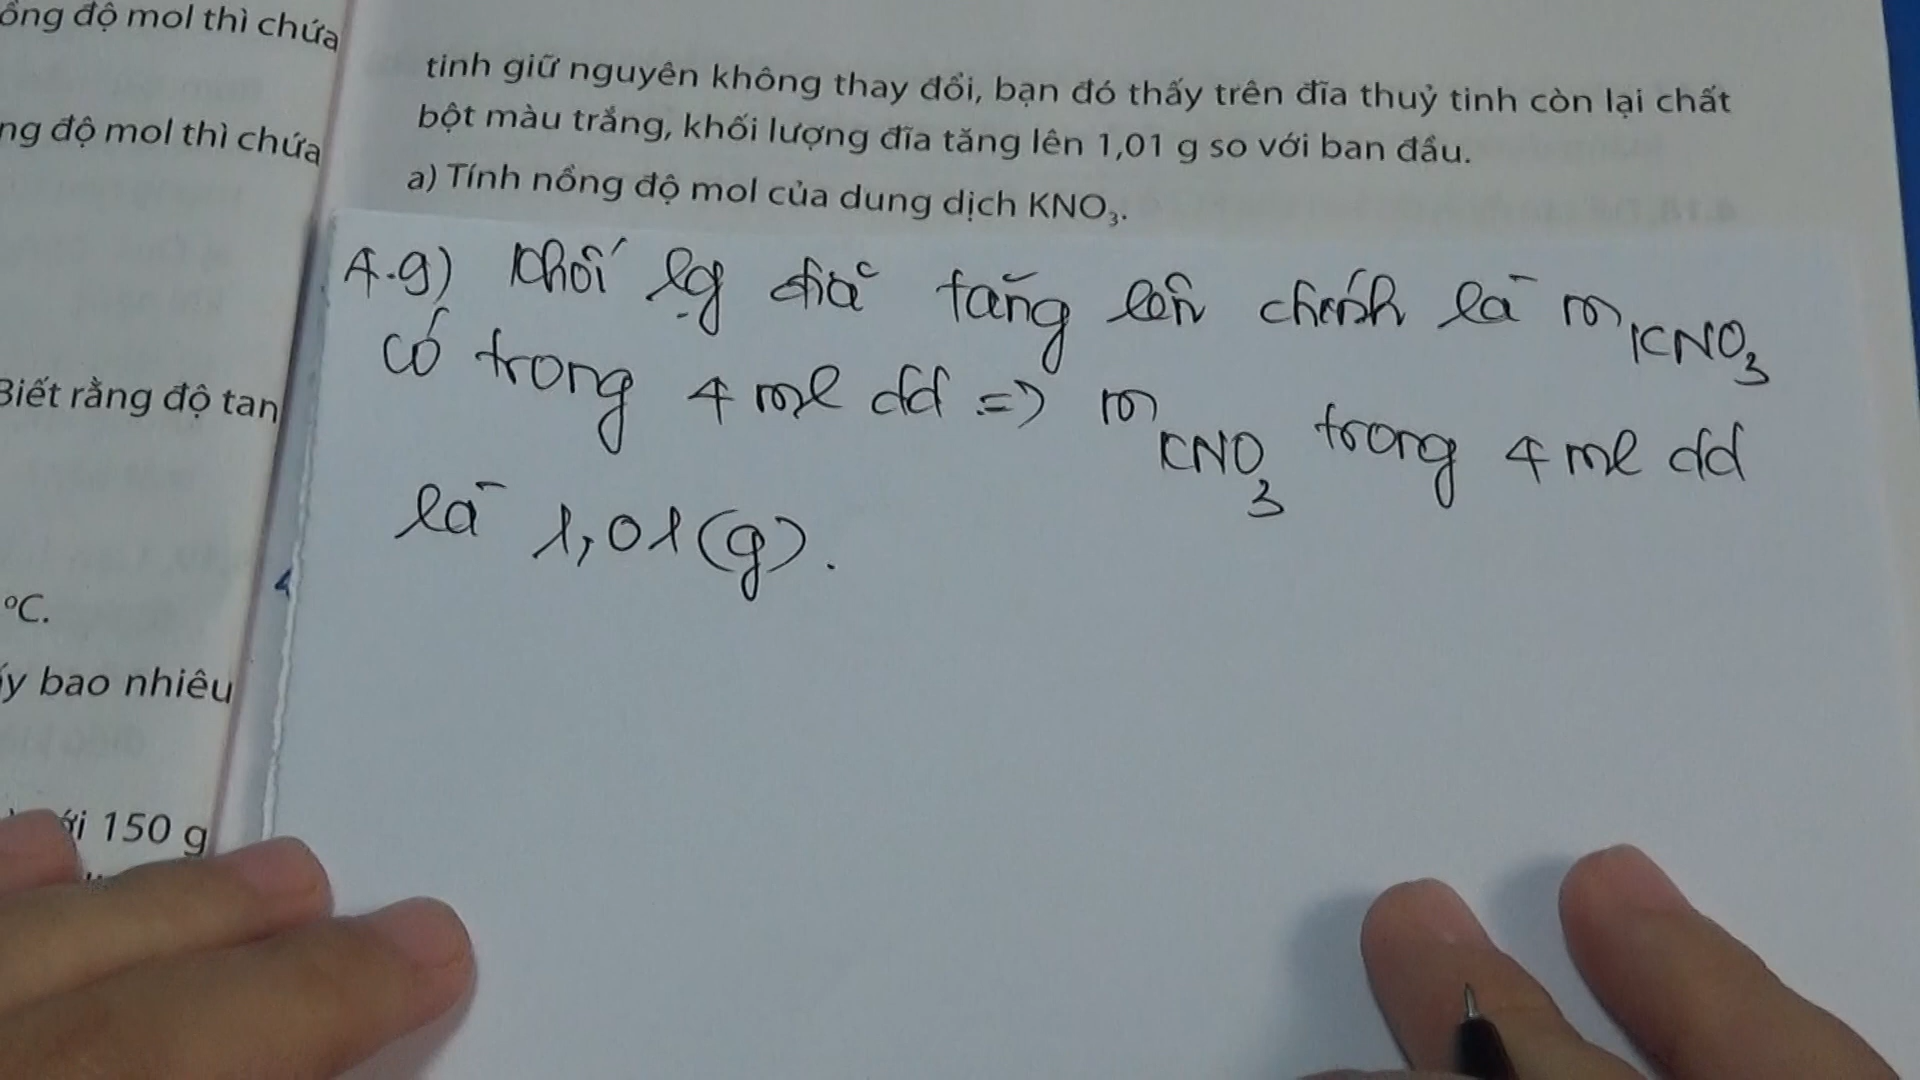 ồng độ mol thì chứa
ng độ mol thì chứa
Biết rằng độ tan
°C.
ấy bao nhiêu
ới 150 g
tinh giữ nguyên không thay đổi, bạn đó thấy trên đĩa thuỷ tinh còn lại chất
bột màu trắng, khối lượng đĩa tăng lên 1,01 g so với ban đầu.
a) Tính nồng độ mol của dung dịch KNO₃.
4.g) Khối lg đĩa tăng lên chính là m KNO₃
có trong 4 ml dd => m KNO₃ trong 4 ml dd
là 1,01(g).